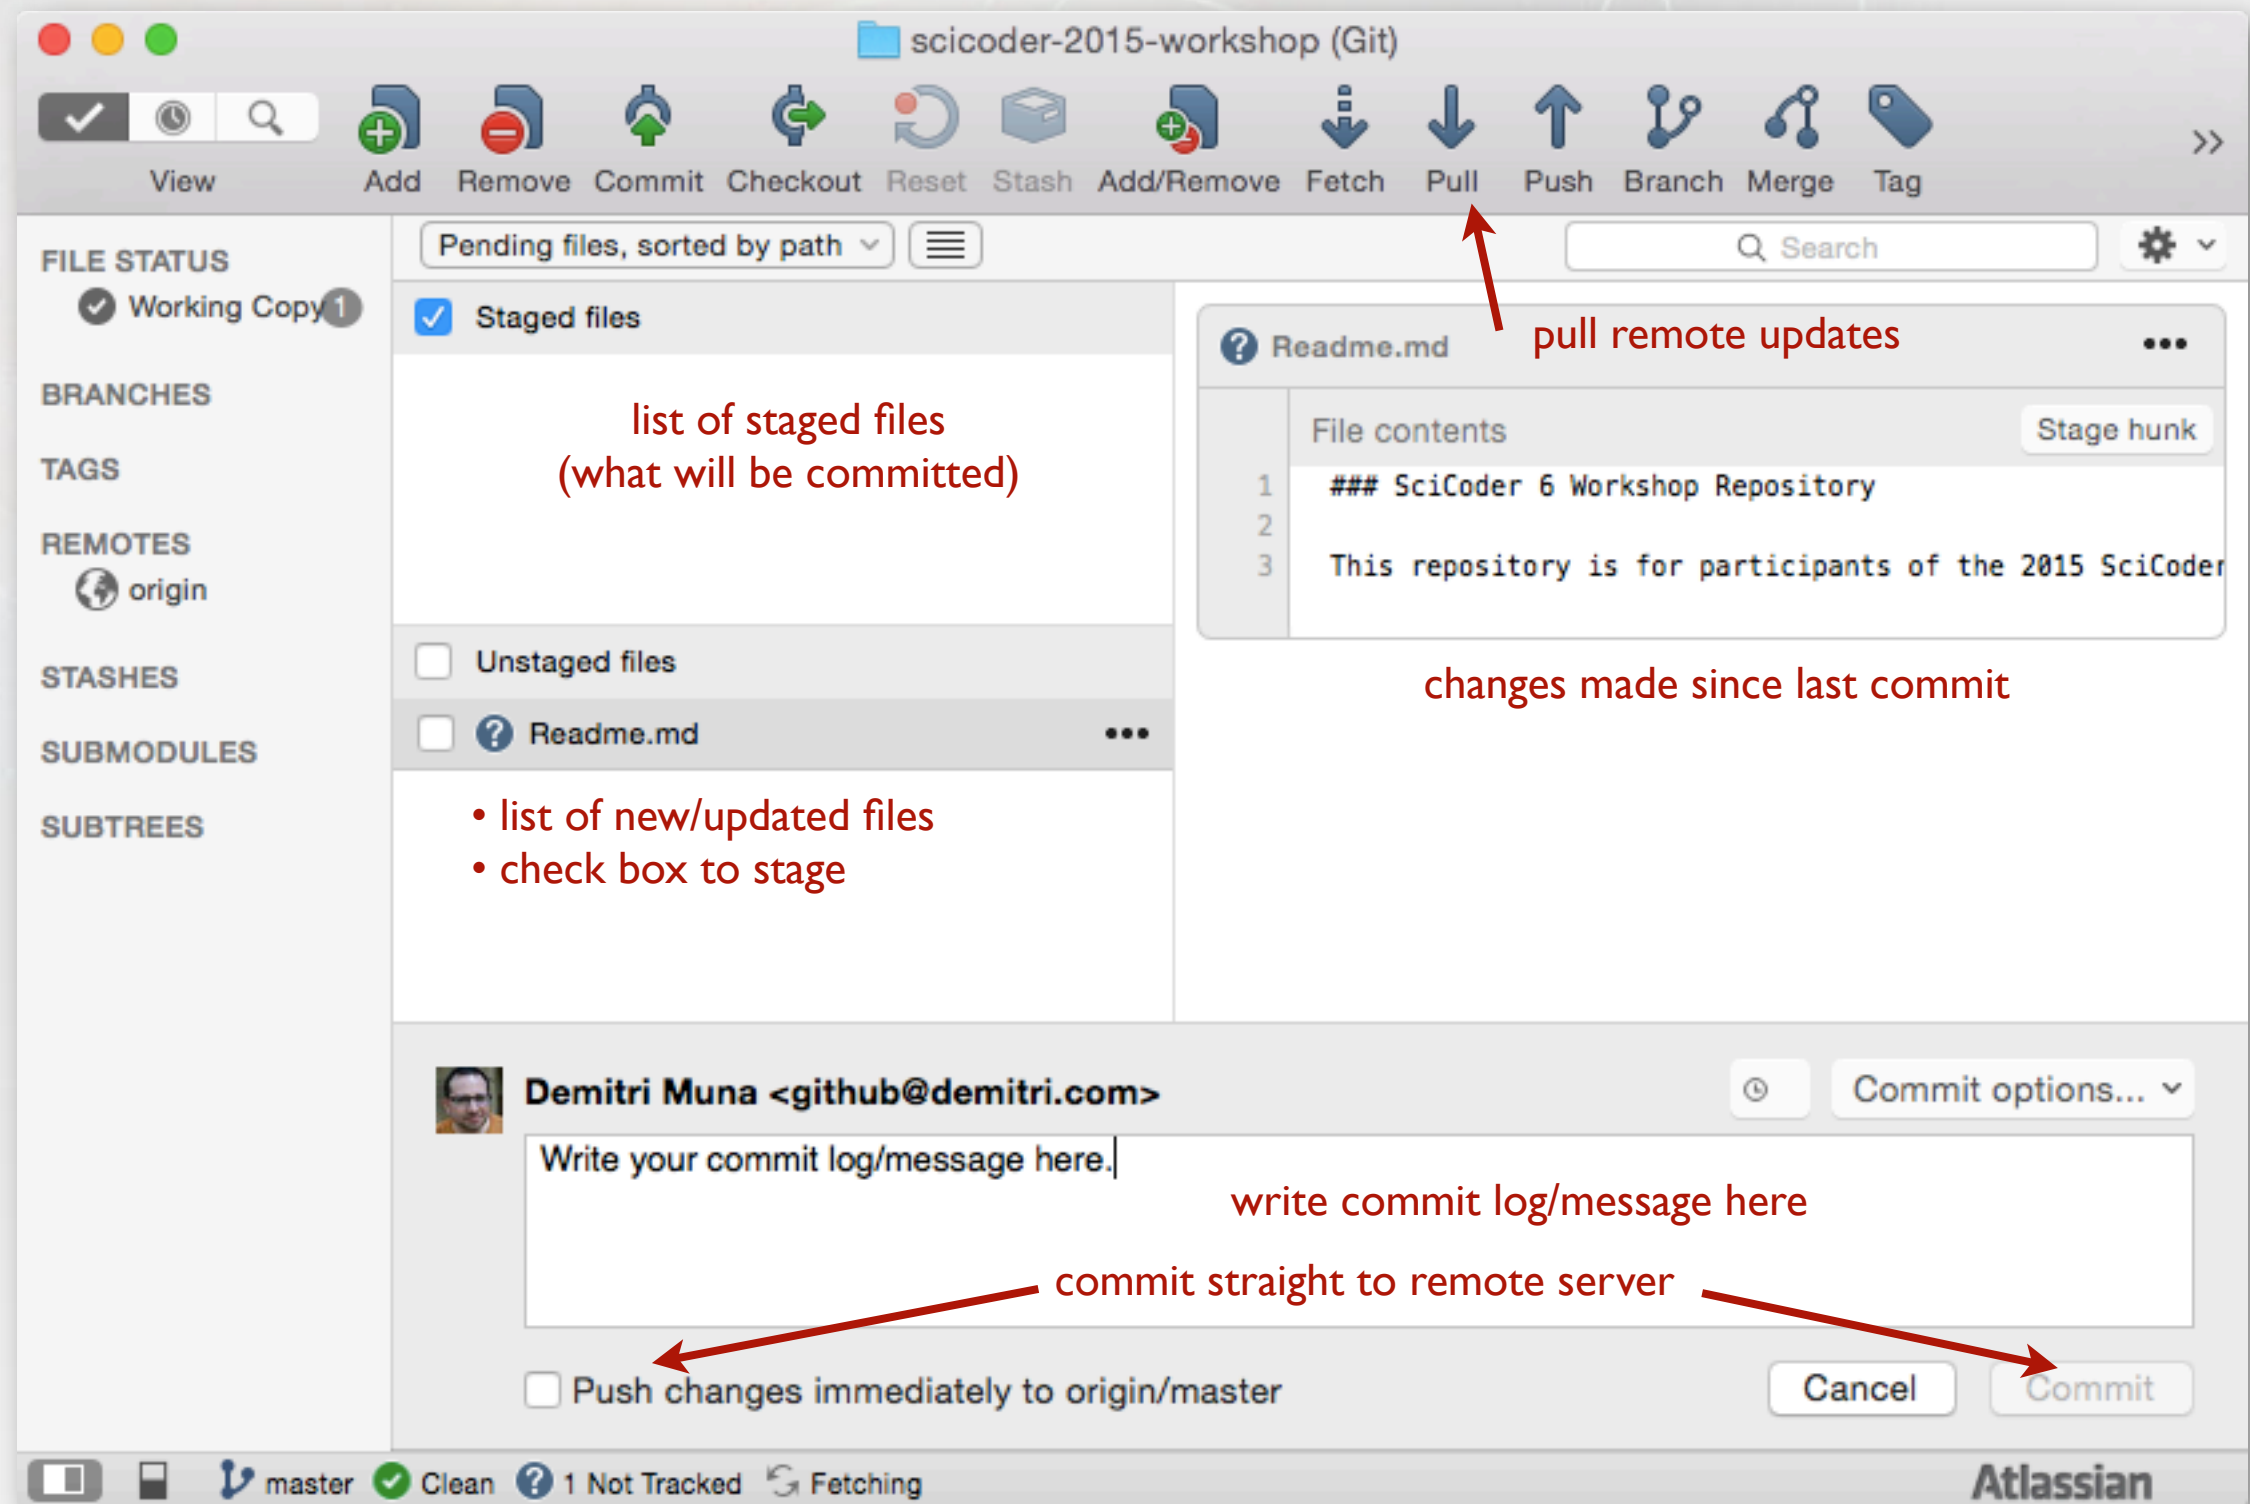 scicoder-2015-workshop (Git)
View Add Remove Commit Checkout Reset Stash Add/Remove Fetch Pull Push Branch Merge Tag
FILE STATUS
Working Copy 1
BRANCHES
TAGS
REMOTES
origin
STASHES
SUBMODULES
SUBTREES
Pending files, sorted by path
Search
Staged files
list of staged files
(what will be committed)
Unstaged files
Readme.md
• list of new/updated files
• check box to stage
pull remote updates
Readme.md
File contents Stage hunk
1 ### SciCoder 6 Workshop Repository
2
3 This repository is for participants of the 2015 SciCoder
changes made since last commit
Demitri Muna <github@demitri.com>
Commit options...
Write your commit log/message here.
write commit log/message here
commit straight to remote server
Push changes immediately to origin/master
Cancel Commit
master Clean 1 Not Tracked Fetching
Atlassian